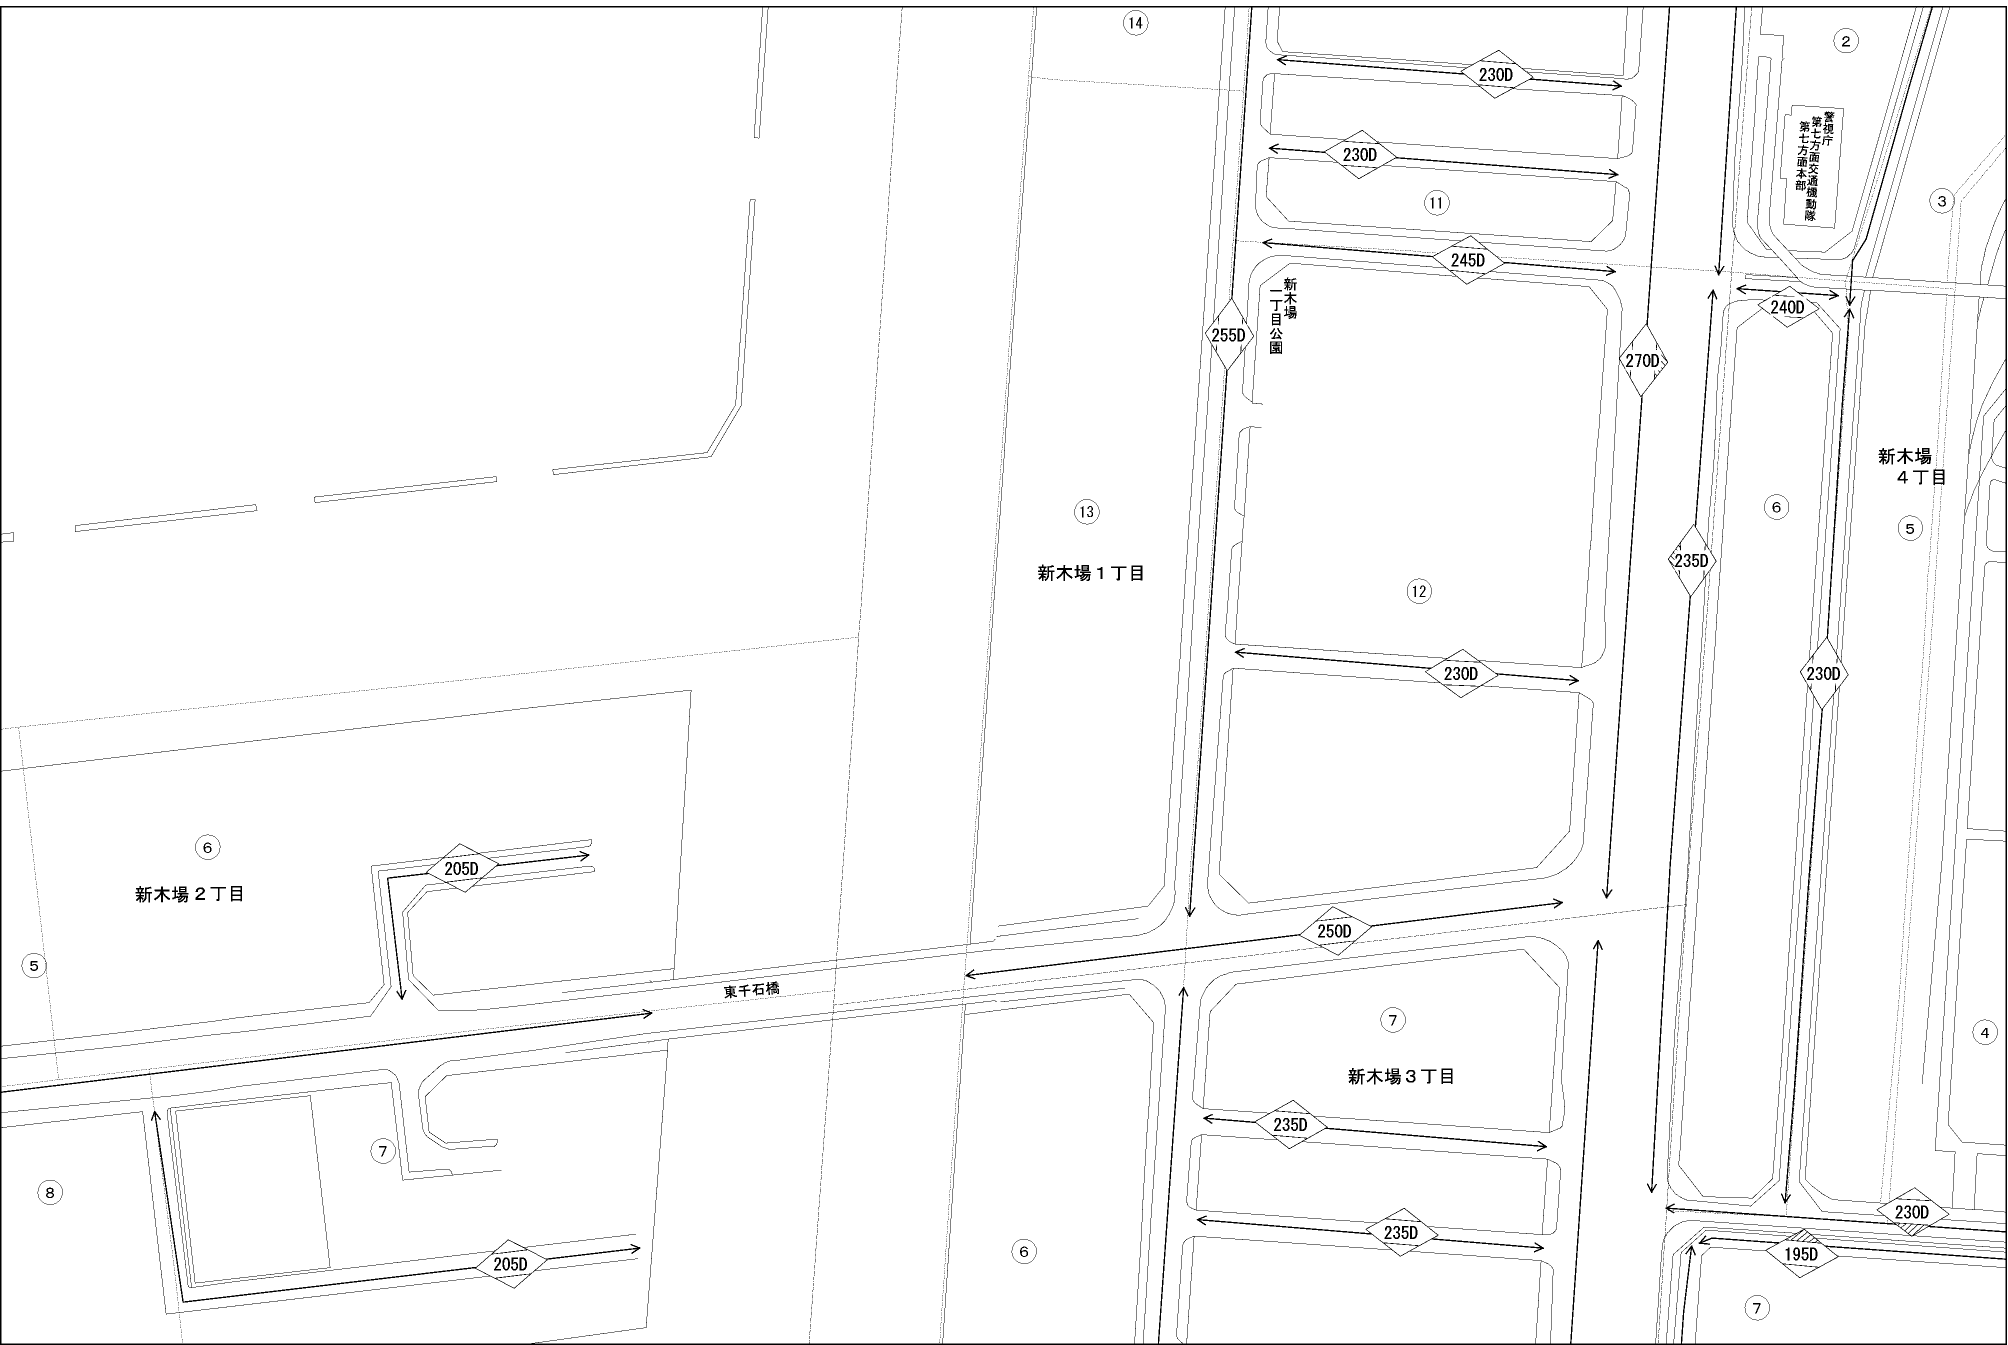 ⑭
②
230D
警視庁
第七方面交通機動隊
第七方面本部
230D
⑪
③
245D
新木場
一丁目公園
240D
255D
270D
新木場
4丁目
⑬
⑥
⑤
235D
新木場1丁目
⑫
230D
230D
⑥
205D
新木場2丁目
250D
⑤
東千石橋
⑦
④
新木場3丁目
235D
⑦
⑧
230D
235D
⑥
195D
205D
⑦